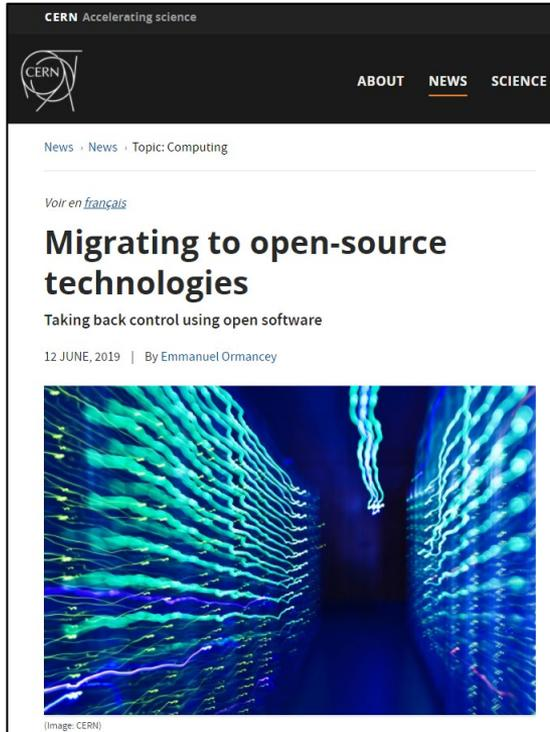 CERN Accelerating science
CERN
ABOUT NEWS SCIENCE
News › News › Topic: Computing
Voir en français
Migrating to open-source
technologies
Taking back control using open software
12 JUNE, 2019 | By Emmanuel Ormancey
(Image: CERN)